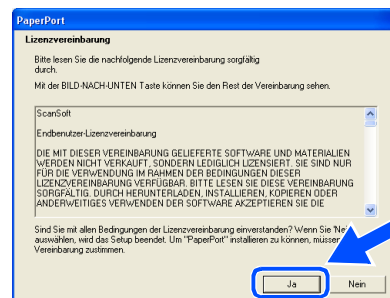 PaperPort
Lizenzvereinbarung
Bitte lesen Sie die nachfolgende Lizenzvereinbarung sorgfältig
durch.
Mit der BILD-NACH-UNTEN Taste können Sie den Rest der Vereinbarung sehen.
ScanSoft
Endbenutzer-Lizenzvereinbarung
DIE MIT DIESER VEREINBARUNG GELIEFERTE SOFTWARE UND MATERIALIEN
WERDEN NICHT VERKAUFT, SONDERN LEDIGLICH LIZENSIERT. SIE SIND NUR
FÜR DIE VERWENDUNG IM RAHMEN DER BEDINGUNGEN DIESER
LIZENZVEREINBARUNG VERFÜGBAR. BITTE LESEN SIE DIESE VEREINBARUNG
SORGFÄLTIG. DURCH HERUNTERLADEN, INSTALLIEREN, KOPIEREN ODER
ANDERWEITIGES VERWENDEN DER SOFTWARE AKZEPTIEREN SIE DIE
Sind Sie mit allen Bedingungen der Lizenzvereinbarung einverstanden? Wenn Sie 'Nei
auswählen, wird das Setup beendet. Um "PaperPort" installieren zu können, müssen
Vereinbarung zustimmen.
Ja
Nein